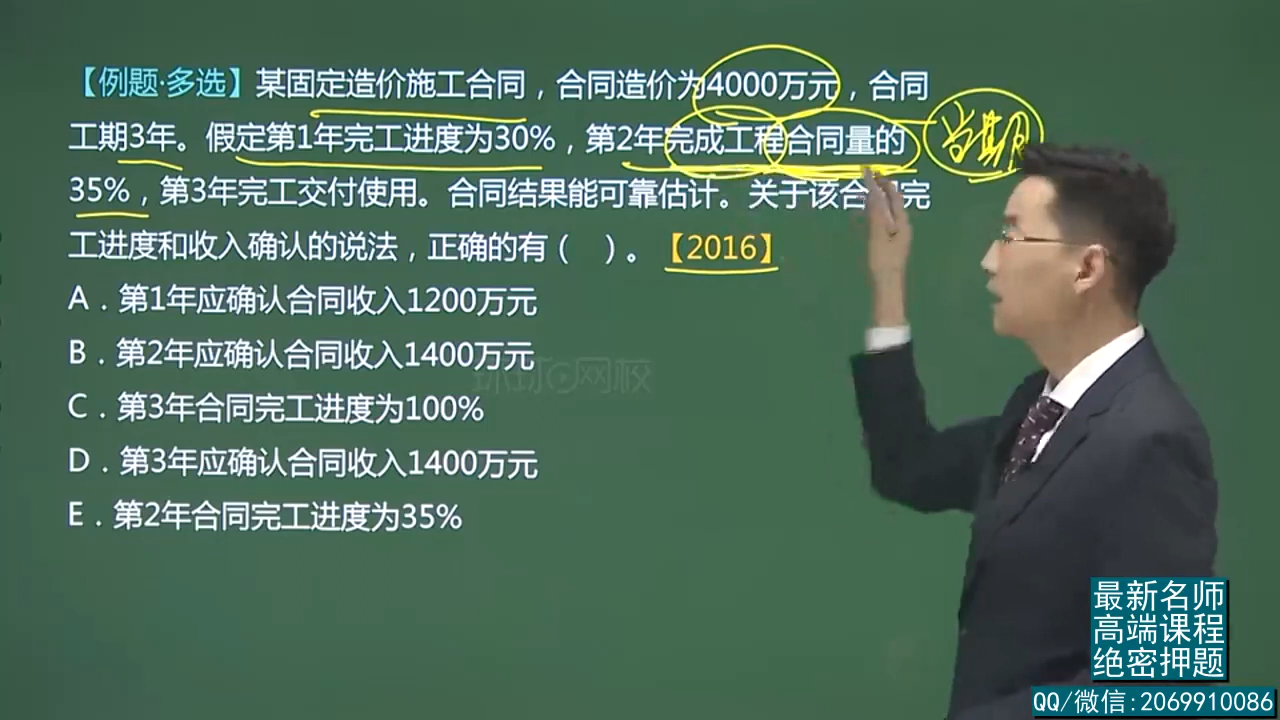 【例题·多选】某固定造价施工合同，合同造价为4000万元，合同
工期3年。假定第1年完工进度为30%，第2年完成工程合同量的
当期
35%，第3年完工交付使用。合同结果能可靠估计。关于该合同完
工进度和收入确认的说法，正确的有（　）。【2016】
A．第1年应确认合同收入1200万元
B．第2年应确认合同收入1400万元
环球网校
C．第3年合同完工进度为100%
D．第3年应确认合同收入1400万元
E．第2年合同完工进度为35%
最新名师
高端课程
绝密押题
QQ/微信:2069910086